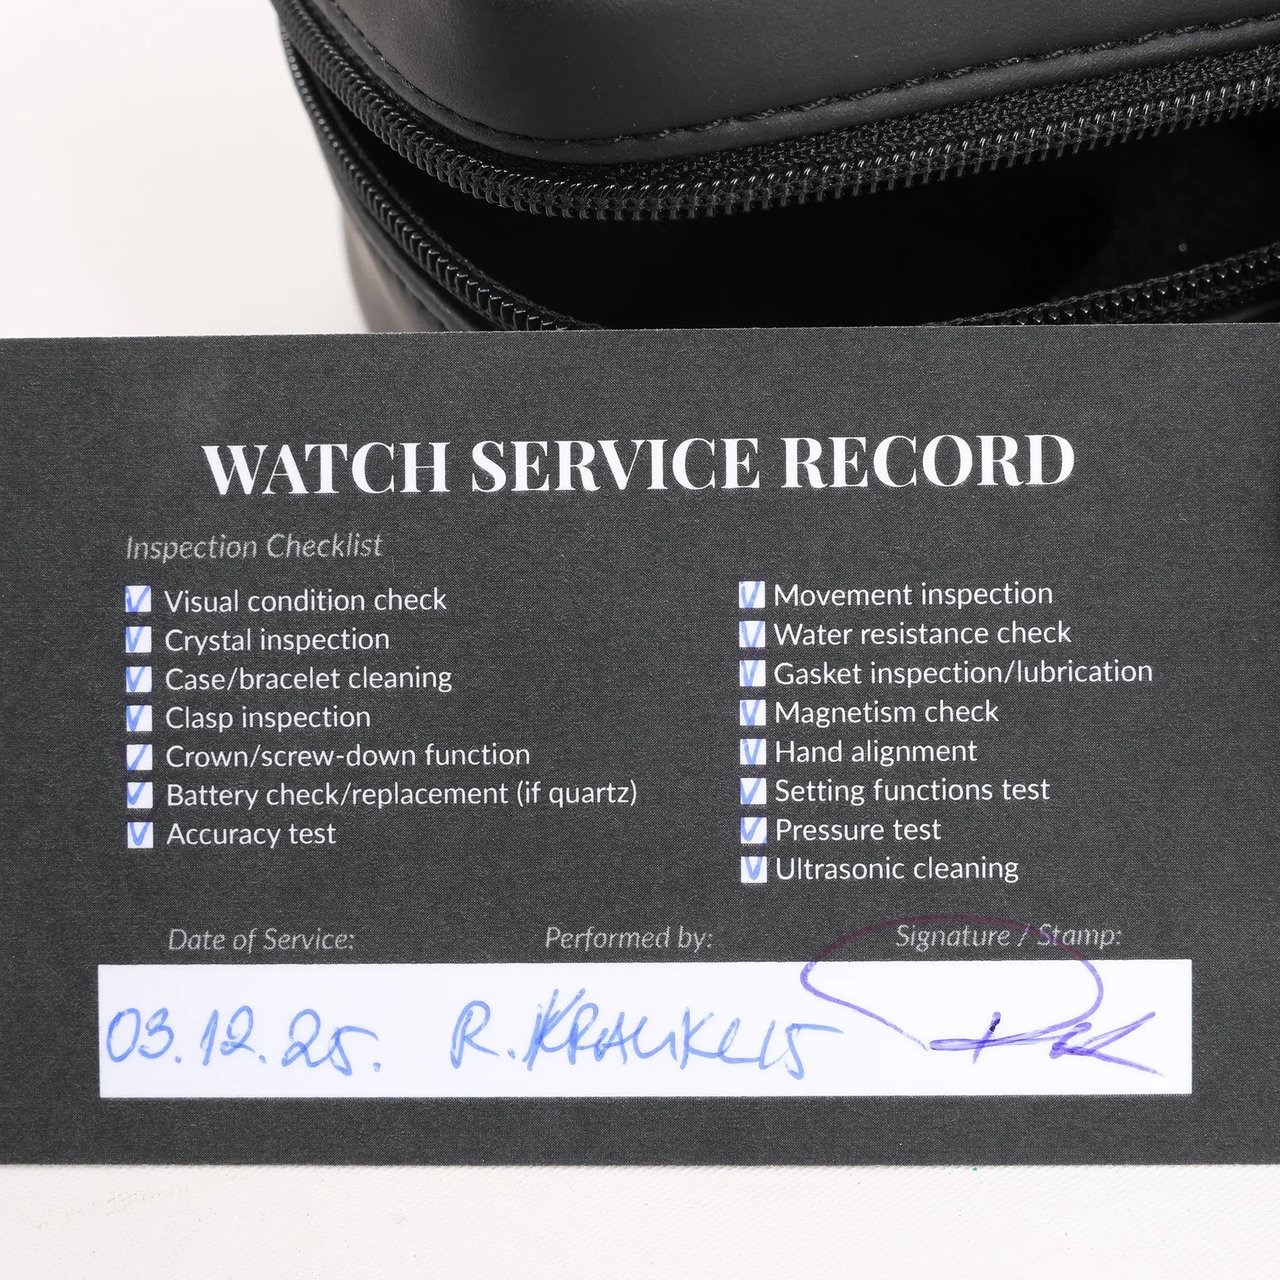 WATCH SERVICE RECORD
Inspection Checklist
Visual condition check
Crystal inspection
Case/bracelet cleaning
Clasp inspection
Crown/screw-down function
Battery check/replacement (if quartz)
Accuracy test
Movement inspection
Water resistance check
Gasket inspection/lubrication
Magnetism check
Hand alignment
Setting functions test
Pressure test
Ultrasonic cleaning
Date of Service: Performed by: Signature / Stamp:
03.12.25. R. KRAUKLIS